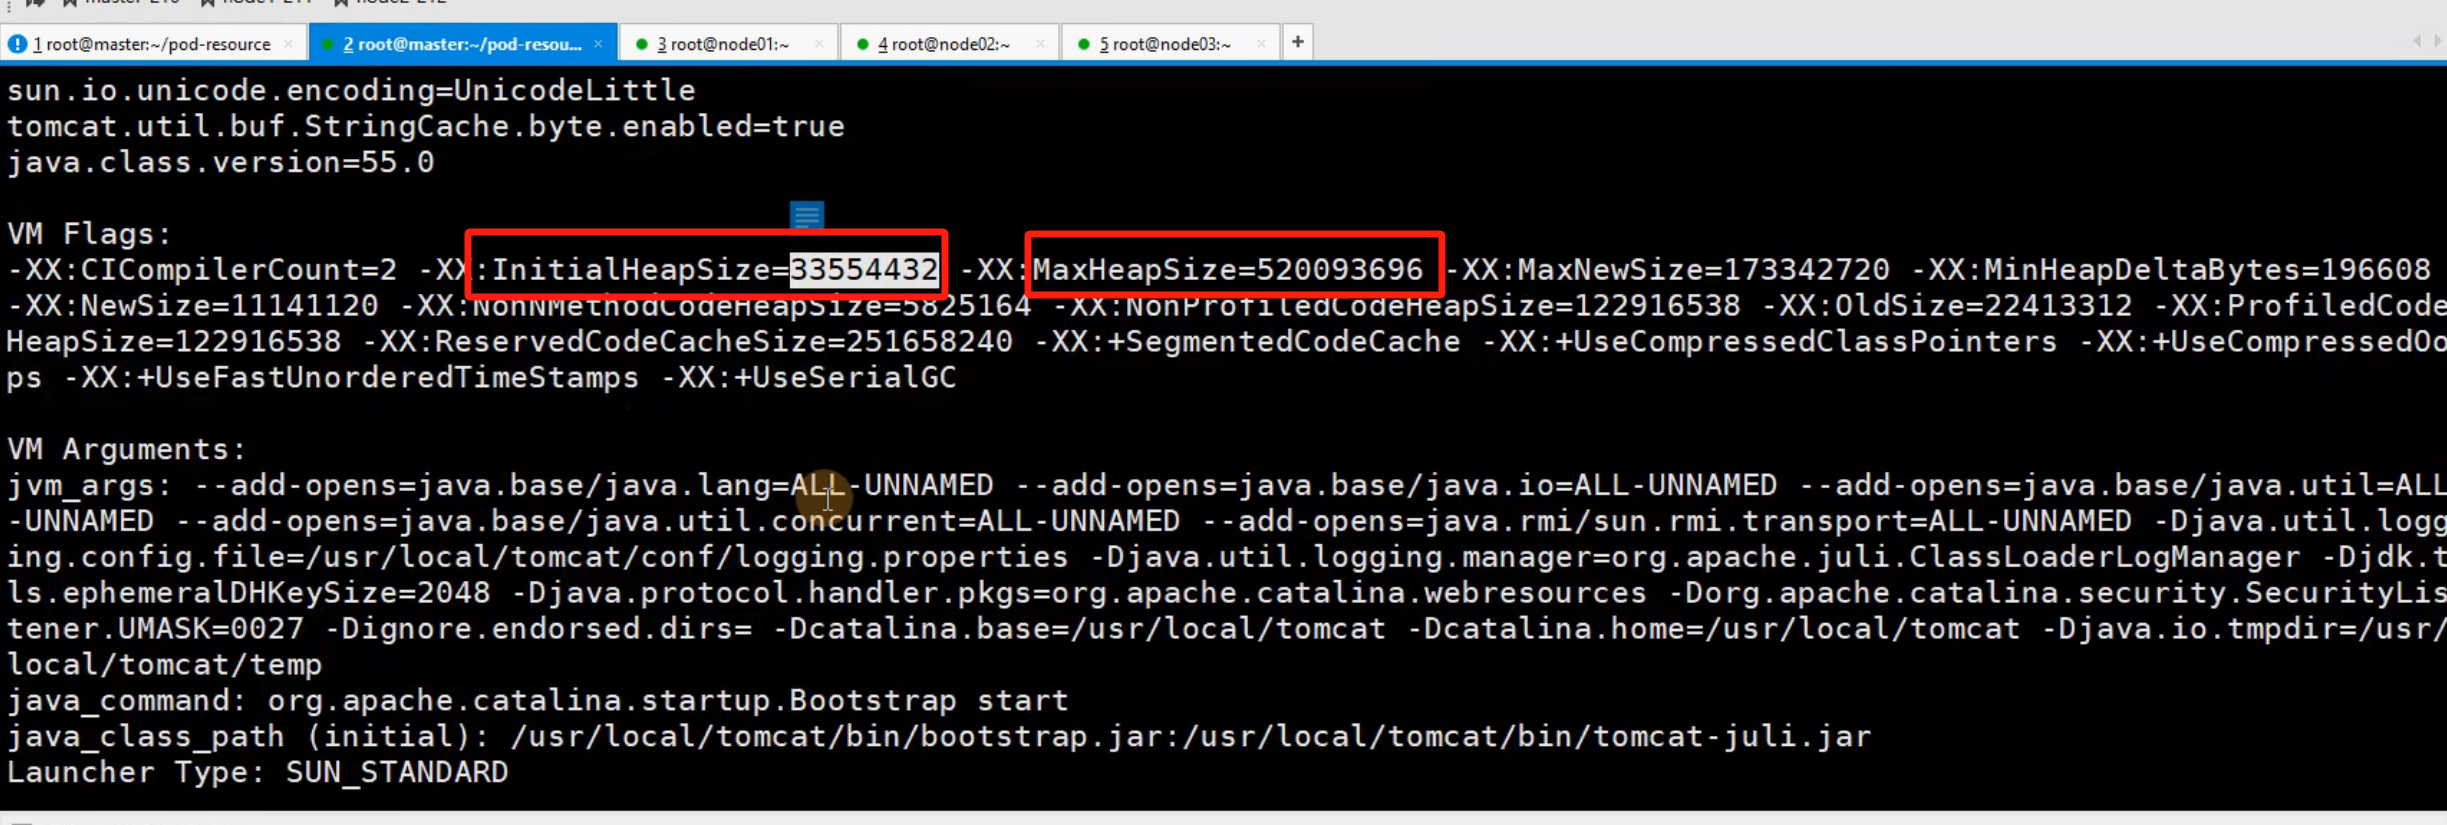 1 root@master:~/pod-resource × 2 root@master:~/pod-resou... × 3 root@node01:~ × 4 root@node02:~ × 5 root@node03:~ × +
sun.io.unicode.encoding=UnicodeLittle
tomcat.util.buf.StringCache.byte.enabled=true
java.class.version=55.0
VM Flags:
-XX:CICompilerCount=2 -XX:InitialHeapSize=33554432 -XX:MaxHeapSize=520093696 -XX:MaxNewSize=173342720 -XX:MinHeapDeltaBytes=196608
-XX:NewSize=11141120 -XX:NonNMethodCodeHeapSize=5825164 -XX:NonProfiledCodeHeapSize=122916538 -XX:OldSize=22413312 -XX:ProfiledCode
HeapSize=122916538 -XX:ReservedCodeCacheSize=251658240 -XX:+SegmentedCodeCache -XX:+UseCompressedClassPointers -XX:+UseCompressedOo
ps -XX:+UseFastUnorderedTimeStamps -XX:+UseSerialGC
VM Arguments:
jvm_args: --add-opens=java.base/java.lang=ALL-UNNAMED --add-opens=java.base/java.io=ALL-UNNAMED --add-opens=java.base/java.util=ALL
-UNNAMED --add-opens=java.base/java.util.concurrent=ALL-UNNAMED --add-opens=java.rmi/sun.rmi.transport=ALL-UNNAMED -Djava.util.logg
ing.config.file=/usr/local/tomcat/conf/logging.properties -Djava.util.logging.manager=org.apache.juli.ClassLoaderLogManager -Djdk.t
ls.ephemeralDHKeySize=2048 -Djava.protocol.handler.pkgs=org.apache.catalina.webresources -Dorg.apache.catalina.security.SecurityLis
tener.UMASK=0027 -Dignore.endorsed.dirs= -Dcatalina.base=/usr/local/tomcat -Dcatalina.home=/usr/local/tomcat -Djava.io.tmpdir=/usr/
local/tomcat/temp
java_command: org.apache.catalina.startup.Bootstrap start
java_class_path (initial): /usr/local/tomcat/bin/bootstrap.jar:/usr/local/tomcat/bin/tomcat-juli.jar
Launcher Type: SUN_STANDARD